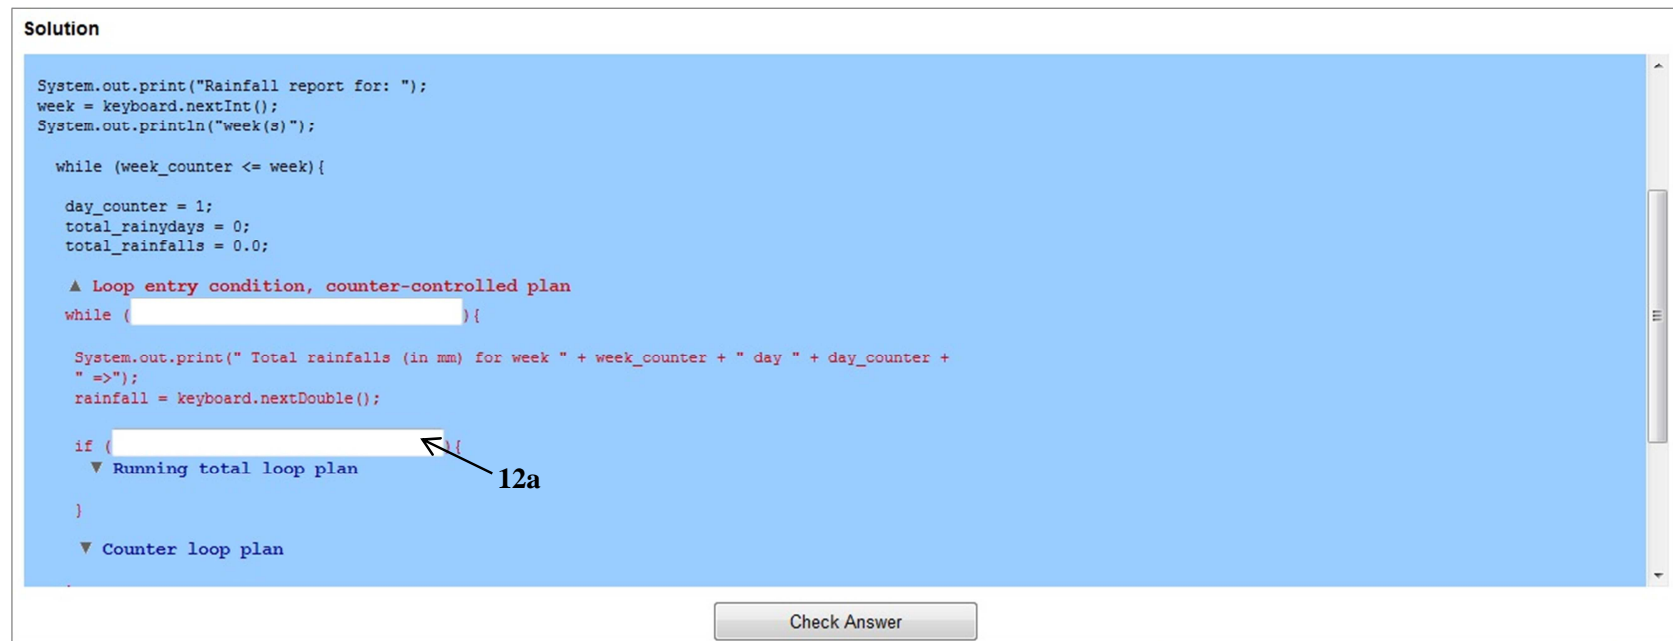 Solution
System.out.print("Rainfall report for: ");
week = keyboard.nextInt();
System.out.println("week(s)");
while (week_counter <= week){
day_counter = 1;
total_rainydays = 0;
total_rainfalls = 0.0;
▲ Loop entry condition, counter-controlled plan
while ( ){
System.out.print(" Total rainfalls (in mm) for week " + week_counter + " day " + day_counter +
" =>");
rainfall = keyboard.nextDouble();
if ( ){
▼ Running total loop plan
12a
}
▼ Counter loop plan
Check Answer